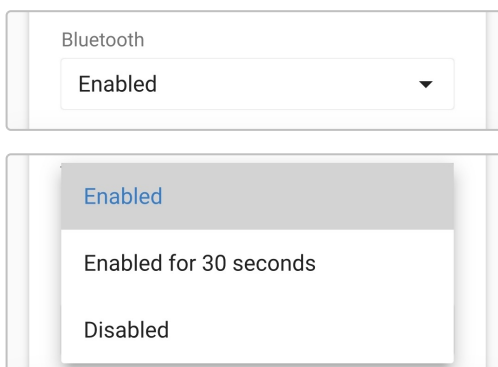 Bluetooth
Enabled
Enabled
Enabled for 30 seconds
Disabled